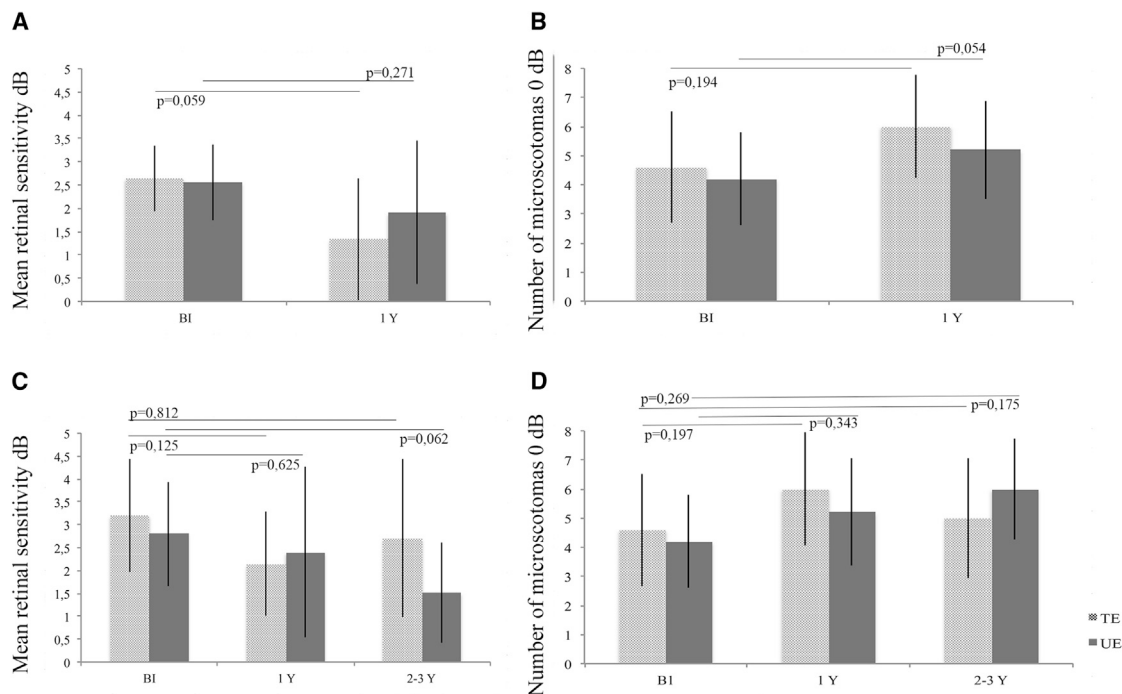 A
Mean retinal sensitivity dB
5
4,5
4
3,5
3
2,5
2
1,5
1
0,5
0
p=0,271
p=0,059
BI
1 Y
B
Number of microscotomas 0 dB
8
7
6
5
4
3
2
1
0
p=0,054
p=0,194
BI
1 Y
C
Mean retinal sensitivity dB
5
4,5
4
3,5
3
2,5
2
1,5
1
0,5
0
p=0,812
p=0,125
p=0,062
p=0,625
BI
1 Y
2-3 Y
D
Number of microscotomas 0 dB
8
7
6
5
4
3
2
1
0
p=0,269
p=0,175
p=0,343
p=0,197
B1
1 Y
2-3 Y
TE
UE